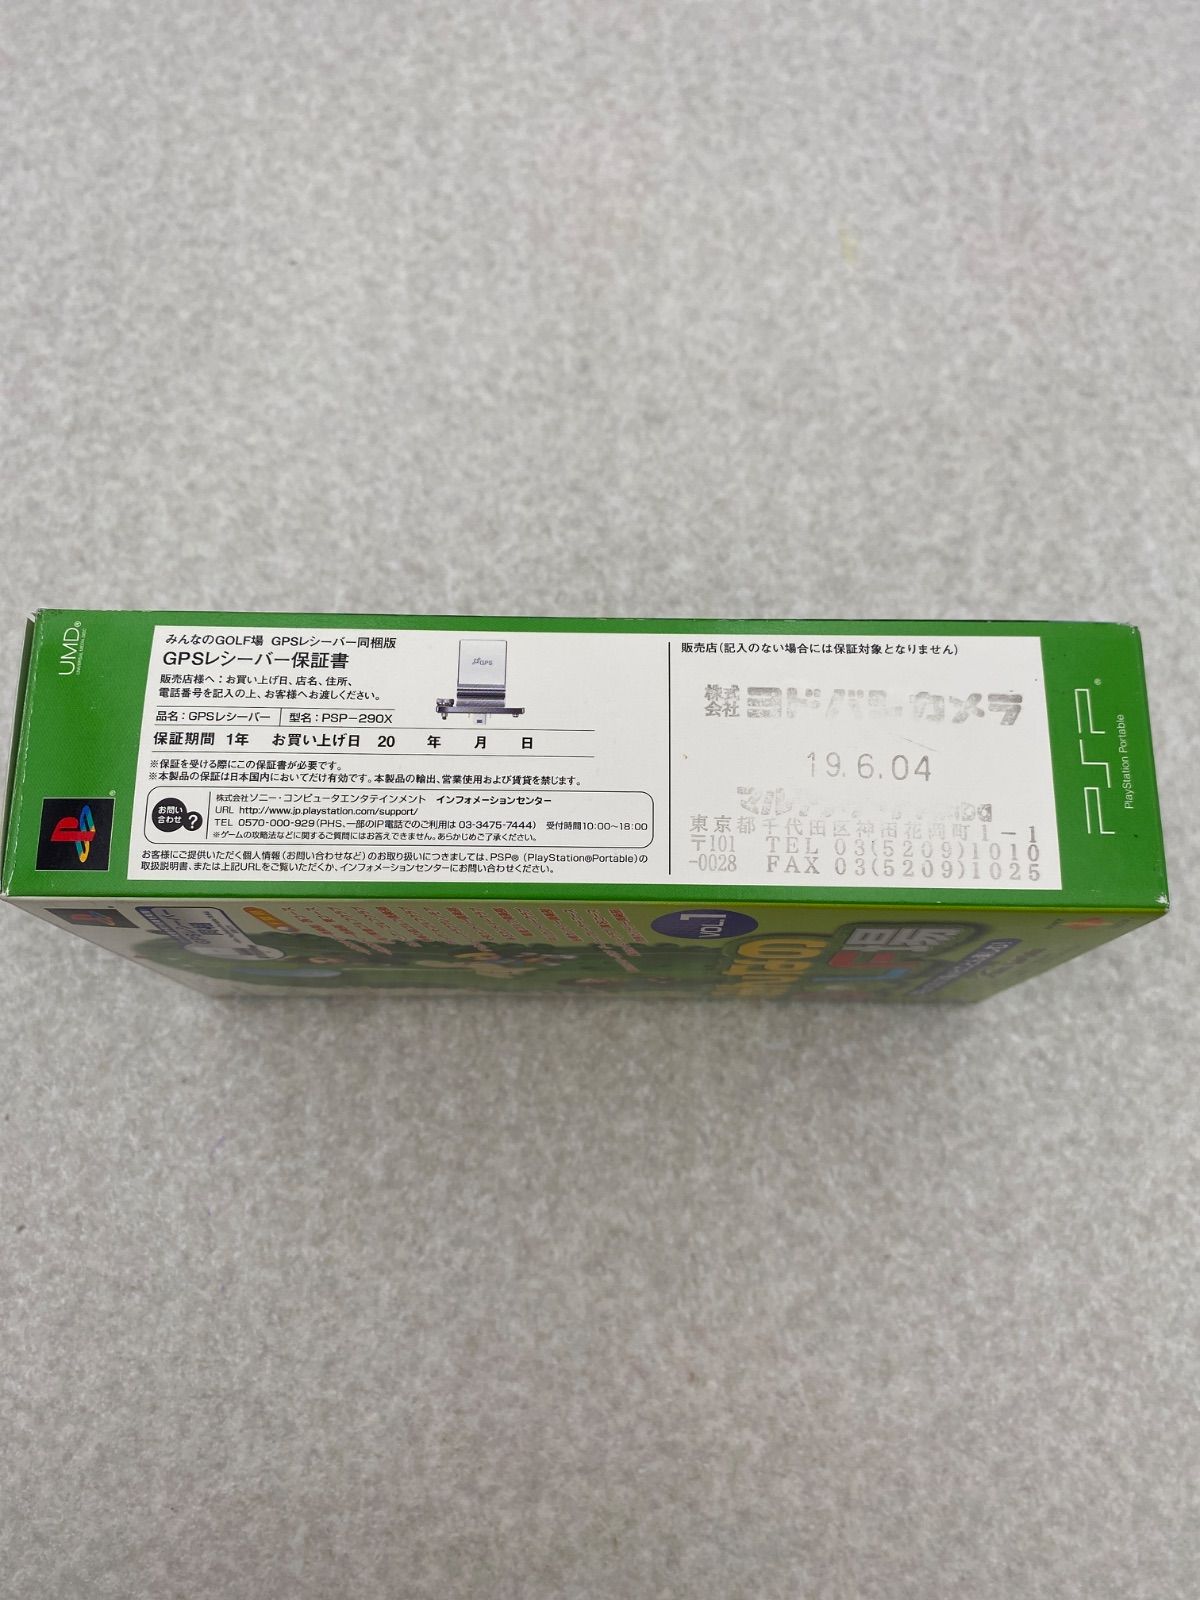 UMD®
みんなのGOLF場 GPSレシーバー同梱版
GPSレシーバー保証書
販売店様へ：お買い上げ日、店名、住所、
電話番号を記入の上、お客様へお渡しください。
品名：GPSレシーバー 型名：PSP-290X
保証期間 1年 お買い上げ日 20 年 月 日
※保証を受ける際にこの保証書が必要です。
※本製品の保証は日本国内においてだけ有効です。本製品の輸出、営業使用および賃貸を禁じます。
お問い
合わせ ?
株式会社ソニー・コンピュータエンタテインメント インフォメーションセンター
URL http://www.jp.playstation.com/support/
TEL 0570-000-929（PHS、一部のIP電話でのご利用は 03-3475-7444） 受付時間10:00～18:00
※ゲームの攻略法などに関するご質問にはお答えできません。あらかじめご了承ください。
お客様にご提供いただく個人情報（お問い合わせなど）のお取り扱いにつきましては、PSP®（PlayStation®Portable）の
取扱説明書、または上記URLをご覧いただくか、インフォメーションセンターにお問い合わせください。
GPS
販売店（記入のない場合には保証対象となりません）
株式
会社 ヨドバシカメラ
19.6.04
東京都千代田区神田花岡町1-1
〒101 TEL 03(5209)1010
-0028 FAX 03(5209)1025
PSP®
PlayStation Portable
VOL.1